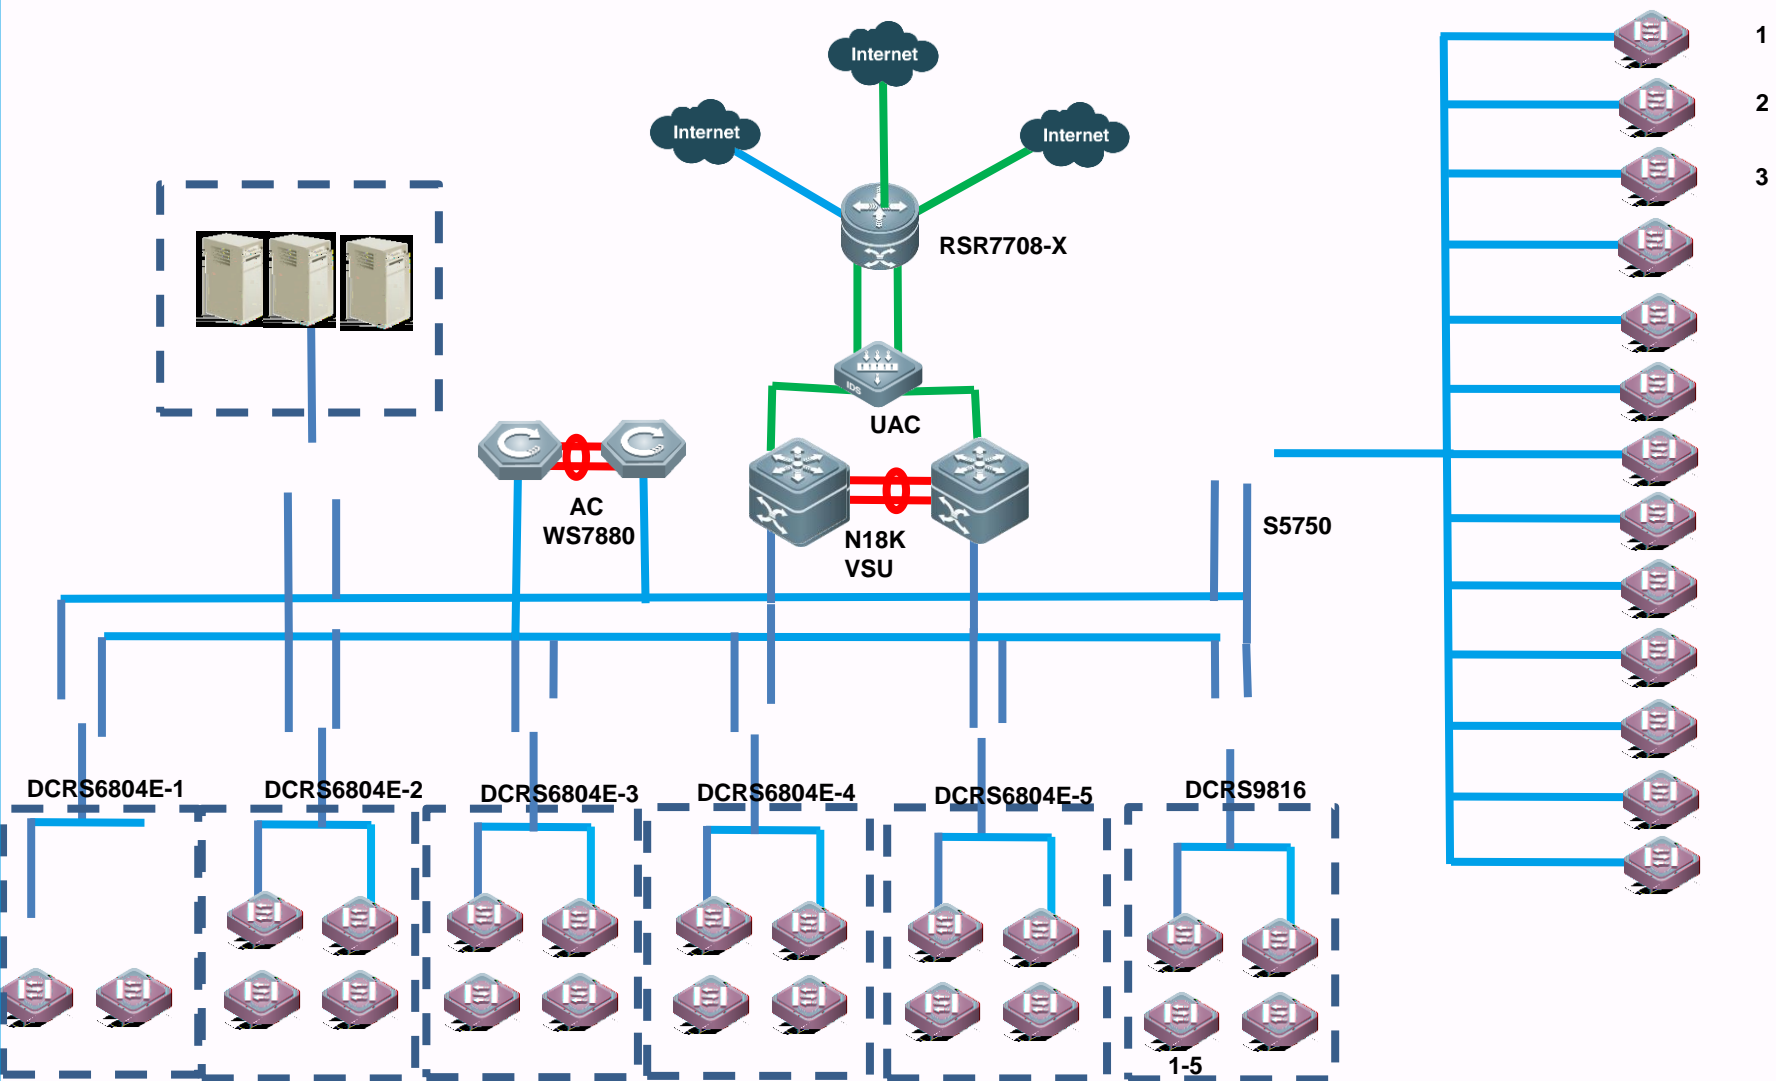 Internet
Internet
Internet
RSR7708-X
IDS
UAC
AC
WS7880
N18K
VSU
S5750
1
2
3
DCRS6804E-1
DCRS6804E-2
DCRS6804E-3
DCRS6804E-4
DCRS6804E-5
DCRS9816
1-5